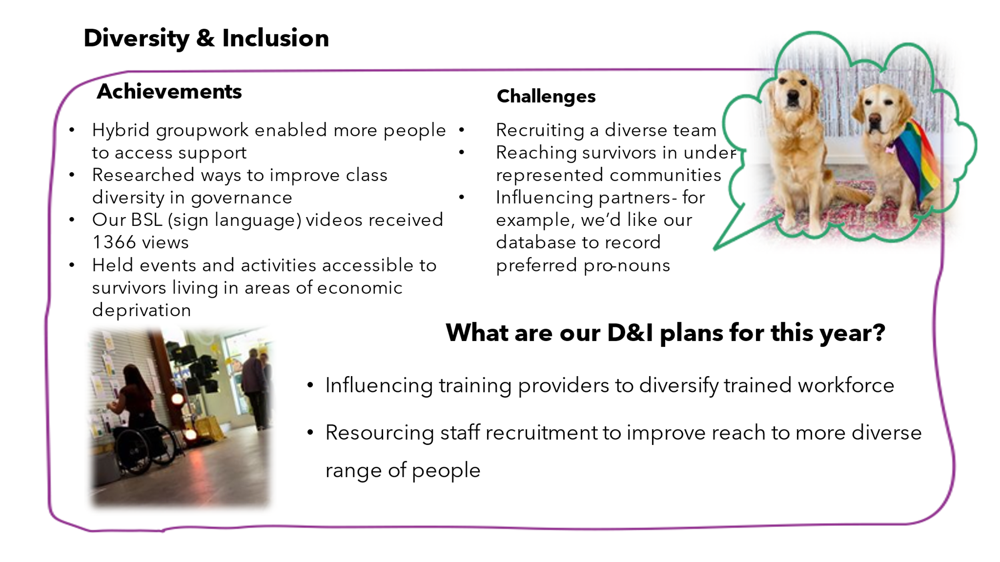 Diversity & Inclusion
Achievements
• Hybrid groupwork enabled more people
to access support
• Researched ways to improve class
diversity in governance
• Our BSL (sign language) videos received
1366 views
• Held events and activities accessible to
survivors living in areas of economic
deprivation
Challenges
• Recruiting a diverse team
• Reaching survivors in under-
represented communities
• Influencing partners- for
example, we’d like our
database to record
preferred pro-nouns
What are our D&I plans for this year?
• Influencing training providers to diversify trained workforce
• Resourcing staff recruitment to improve reach to more diverse
range of people